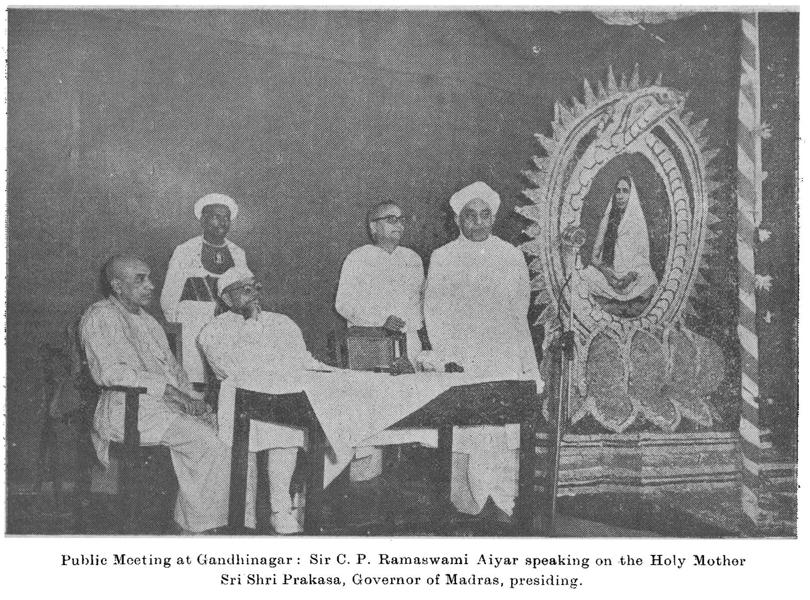 Public Meeting at Gandhinagar : Sir C. P. Ramaswami Aiyar speaking on the Holy Mother
Sri Shri Prakasa, Governor of Madras, presiding.